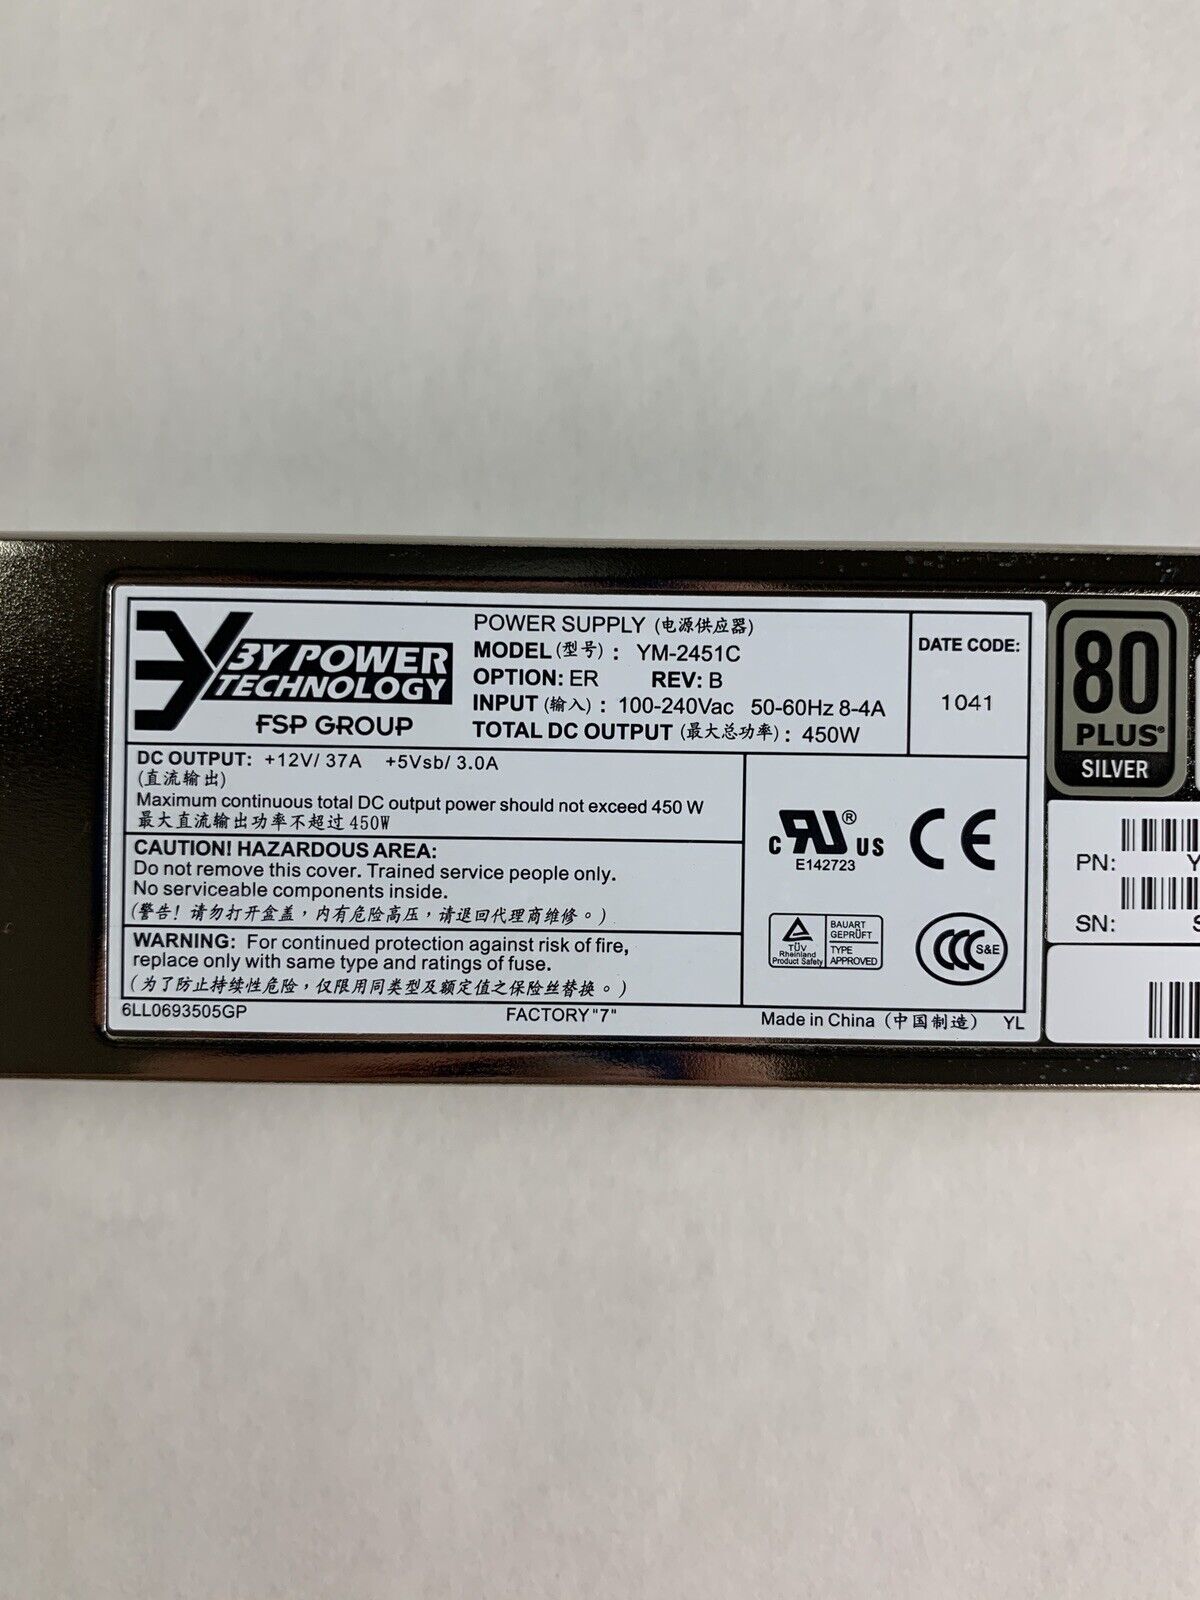 3Y POWER
TECHNOLOGY
FSP GROUP
POWER SUPPLY (电源供应器)
MODEL (型号) : YM-2451C
OPTION: ER REV: B
INPUT (输入) : 100-240Vac 50-60Hz 8-4A
TOTAL DC OUTPUT (最大总功率) : 450W
DATE CODE:
1041
80
PLUS®
SILVER
DC OUTPUT: +12V/ 37A +5Vsb/ 3.0A
(直流输出)
Maximum continuous total DC output power should not exceed 450 W
最大直流输出功率不超过 450W
CAUTION! HAZARDOUS AREA:
Do not remove this cover. Trained service people only.
No serviceable components inside.
(警告! 请勿打开盒盖,内有危险高压,请退回代理商维修。)
WARNING: For continued protection against risk of fire,
replace only with same type and ratings of fuse.
(为了防止持续性危险,仅限用同类型及额定值之保险丝替换。)
c RU® US
E142723
CE
TÜV
Rheinland
Product Safety
BAUART
GEPRÜFT
TYPE
APPROVED
CCC S&E
PN: Y
SN: S
6LL0693505GP
FACTORY "7"
Made in China (中国制造) YL